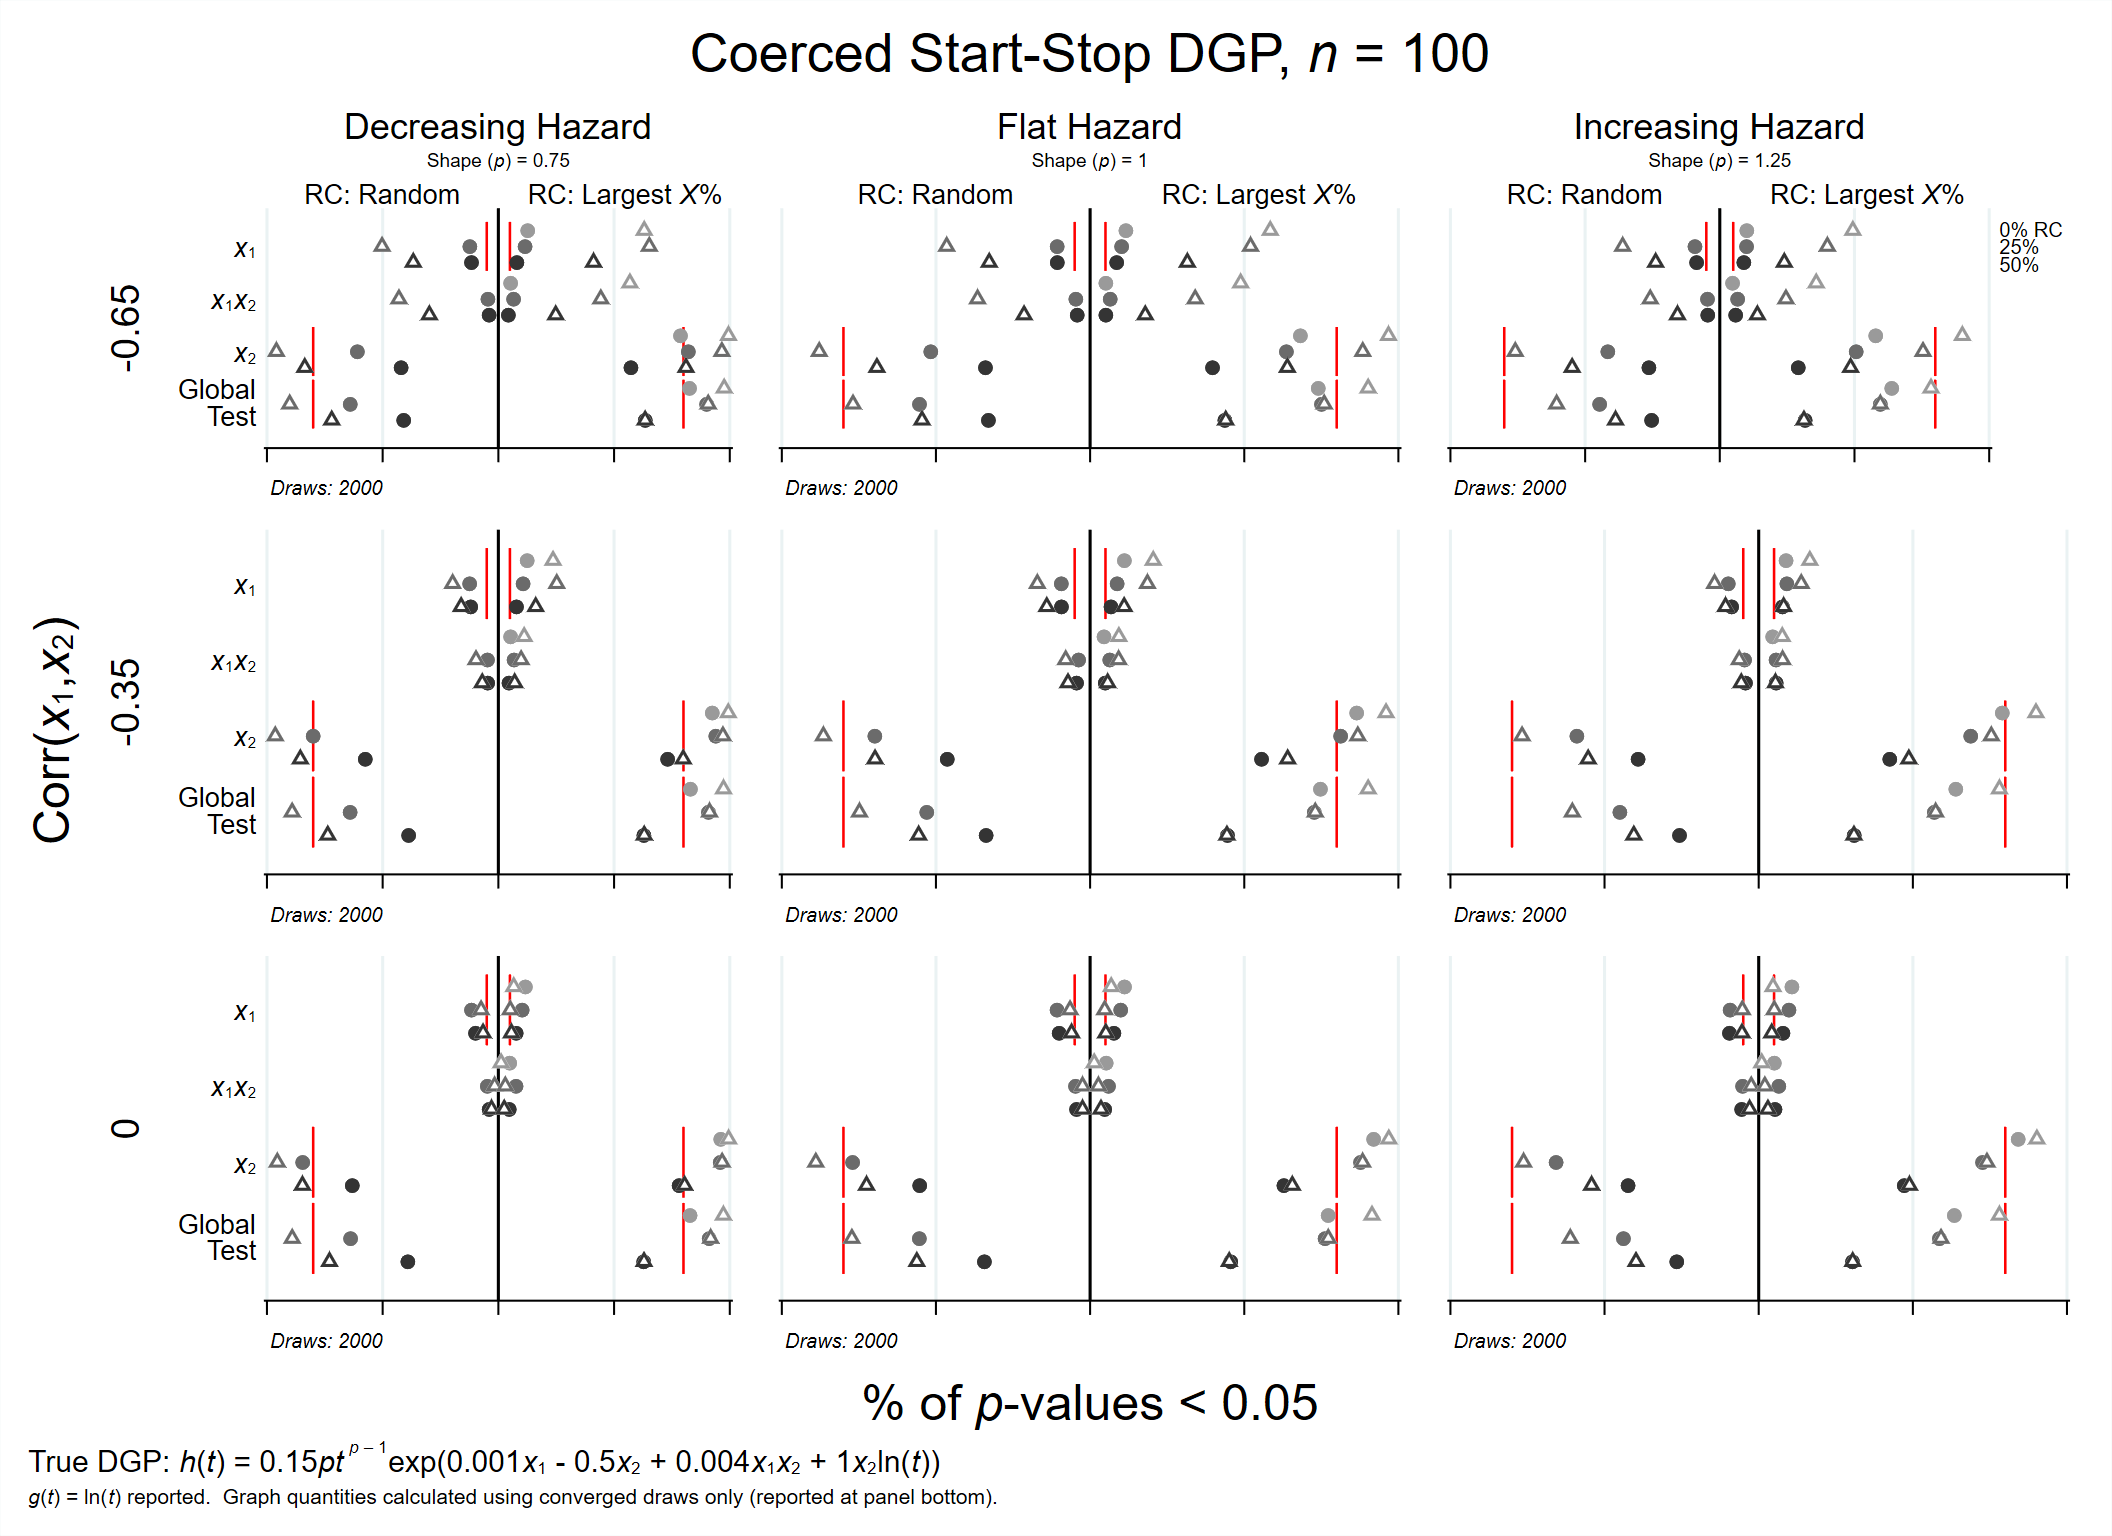 Coerced Start-Stop DGP, n = 100
Decreasing Hazard
Shape (p) = 0.75
RC: Random RC: Largest X%
Flat Hazard
Shape (p) = 1
RC: Random RC: Largest X%
Increasing Hazard
Shape (p) = 1.25
RC: Random RC: Largest X%
0% RC
25%
50%
Corr(x₁,x₂)
-0.65
x₁
x₁x₂
x₂
Global
Test
Draws: 2000
Draws: 2000
Draws: 2000
-0.35
x₁
x₁x₂
x₂
Global
Test
Draws: 2000
Draws: 2000
Draws: 2000
0
x₁
x₁x₂
x₂
Global
Test
Draws: 2000
Draws: 2000
Draws: 2000
% of p-values < 0.05
True DGP: h(t) = 0.15pt^(p – 1) exp(0.001x₁ - 0.5x₂ + 0.004x₁x₂ + 1x₂ln(t))
g(t) = ln(t) reported. Graph quantities calculated using converged draws only (reported at panel bottom).